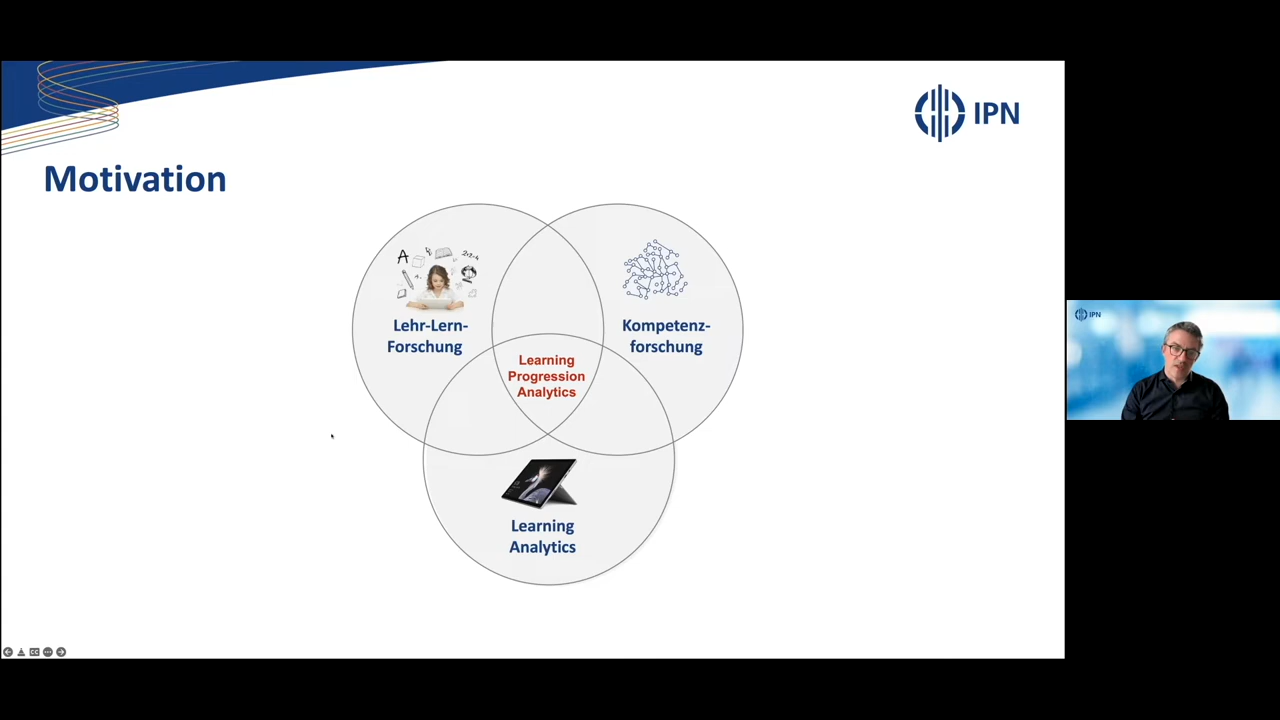 IPN
Motivation
Lehr-Lern-
Forschung
Kompetenz-
forschung
Learning
Progression
Analytics
Learning
Analytics
IPN